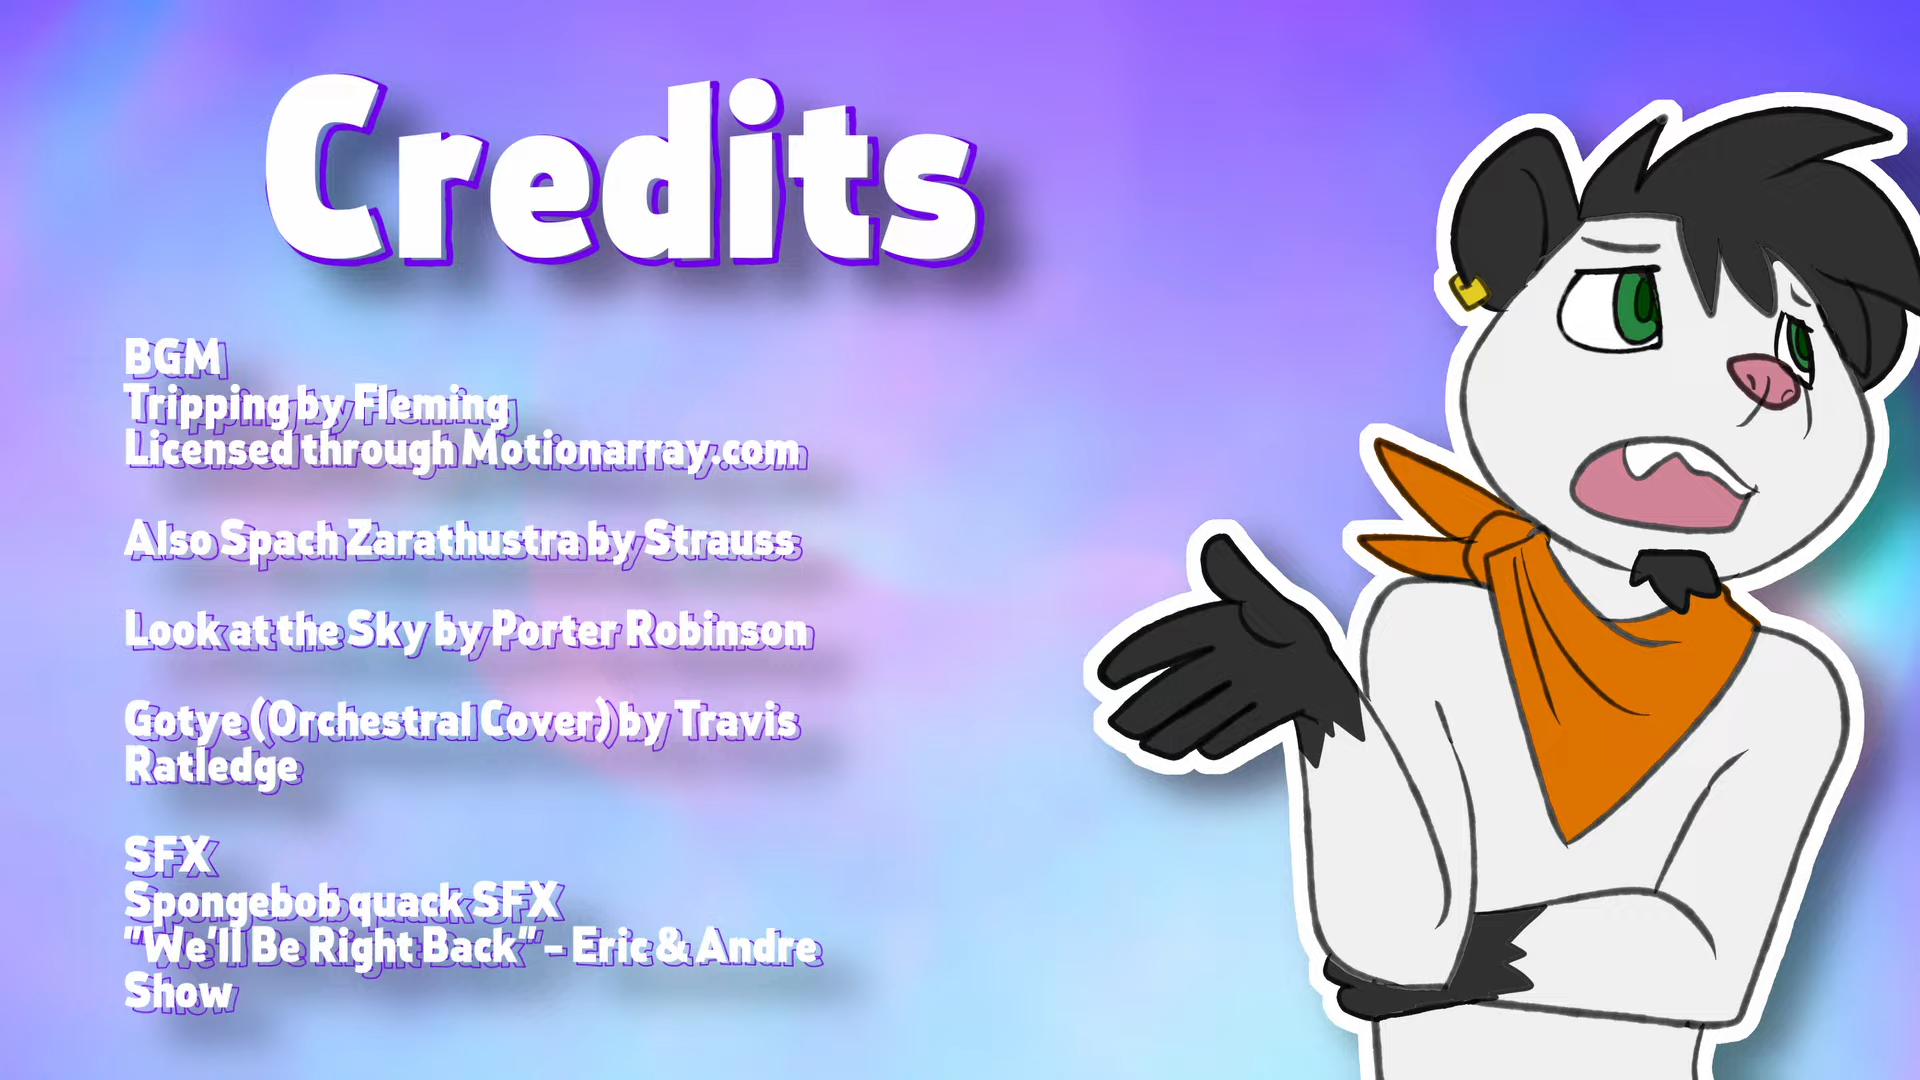 Credits
BGM
Tripping by Fleming
Licensed through Motionarray.com
Also Spach Zarathustra by Strauss
Look at the Sky by Porter Robinson
Gotye (Orchestral Cover) by Travis
Ratledge
SFX
Spongebob quack SFX
"We'll Be Right Back" - Eric & Andre
Show